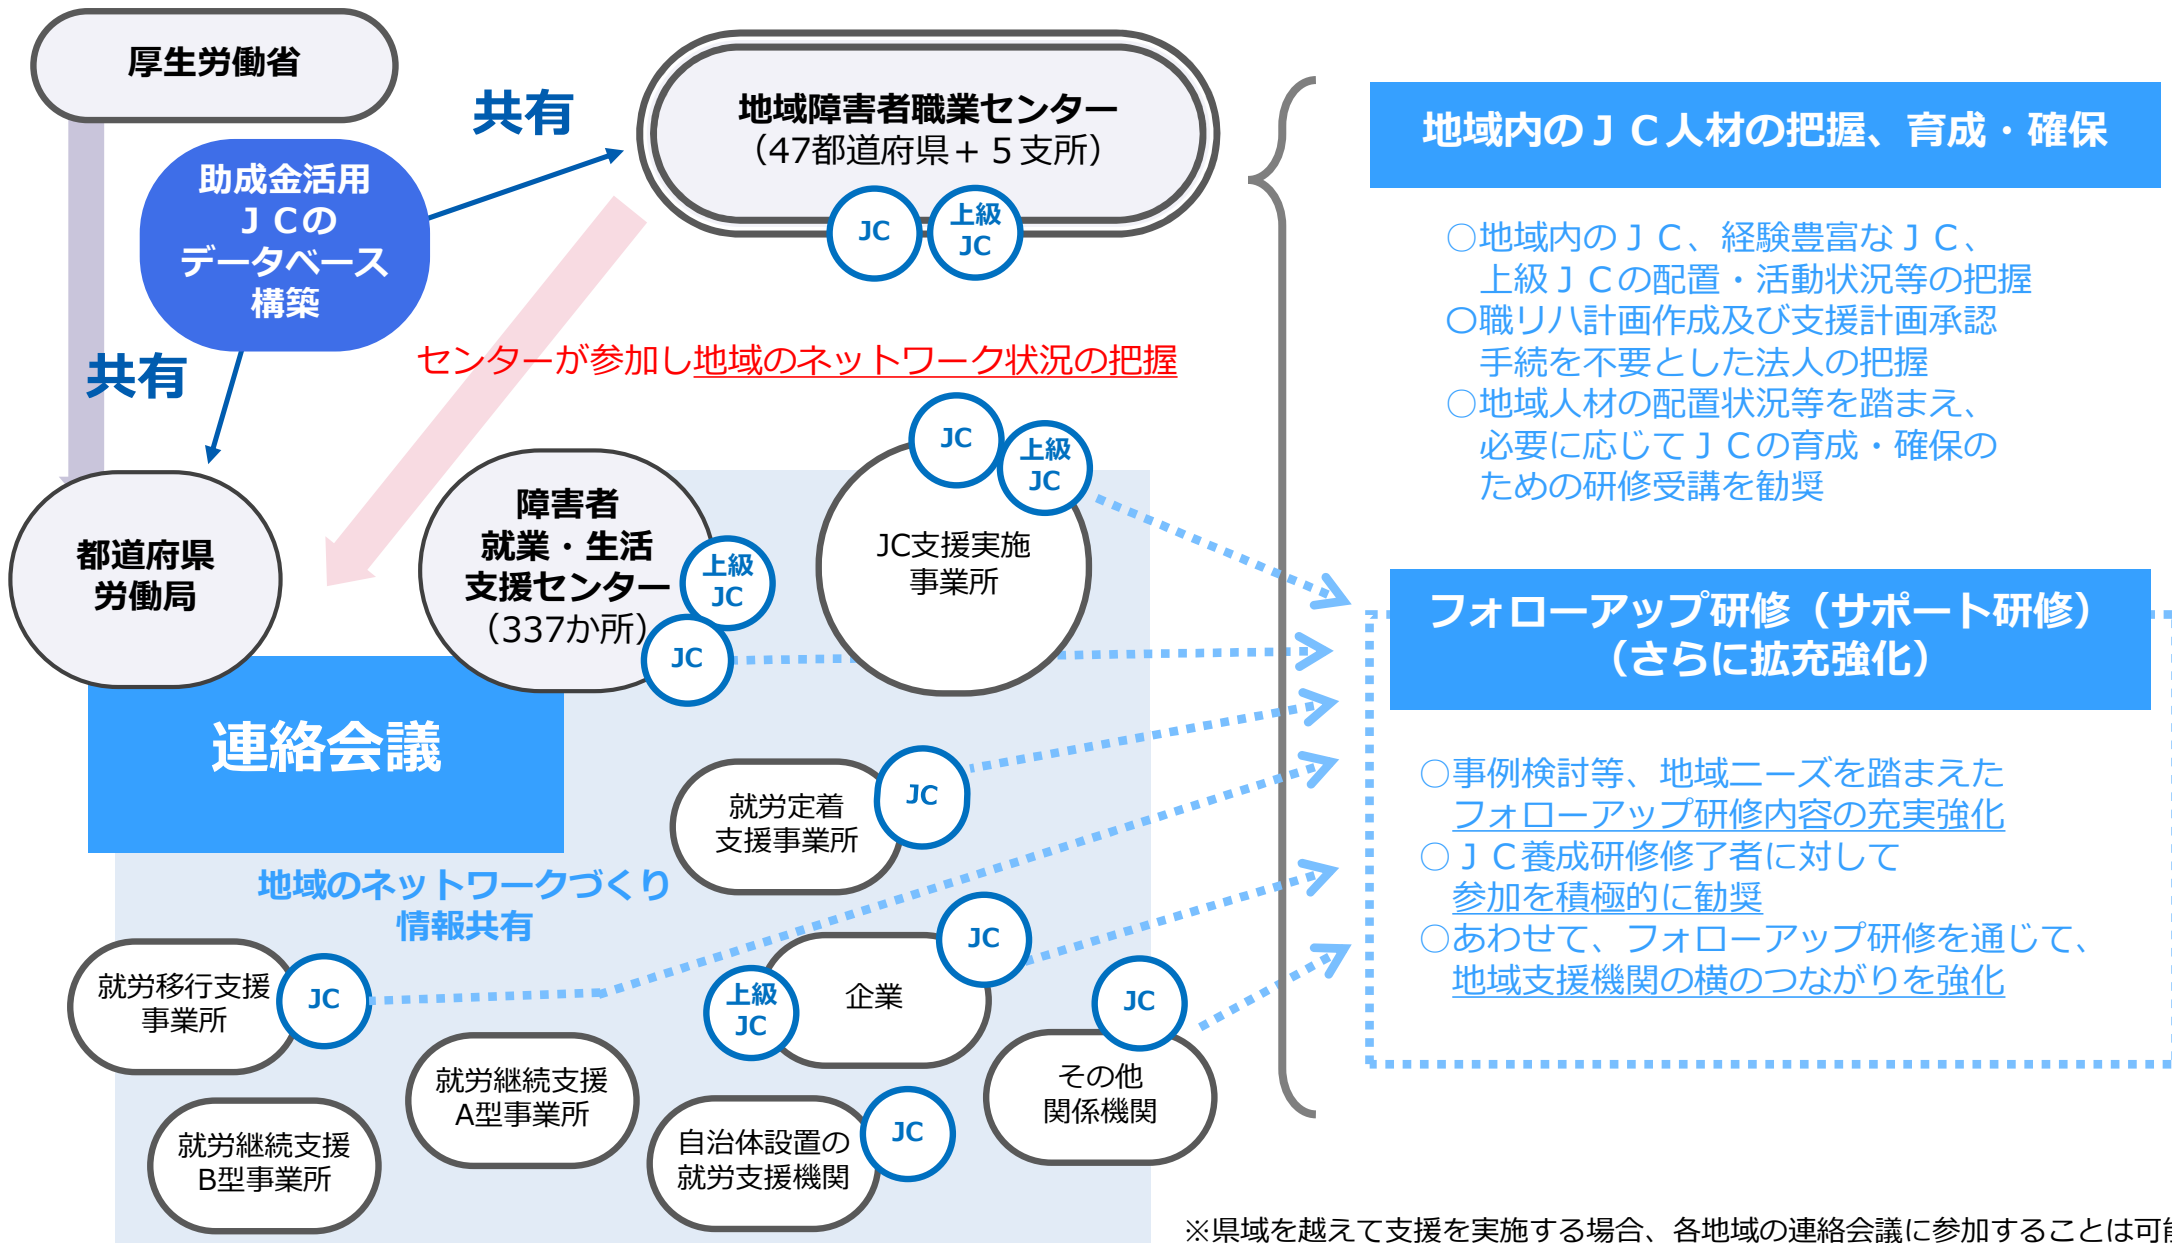 厚生労働省
共有
地域障害者職業センター
（47都道府県＋５支所）
JC
上級
JC
助成金活用
ＪＣの
データベース
構築
共有
センターが参加し地域のネットワーク状況の把握
都道府県
労働局
障害者
就業・生活
支援センター
（337か所）
上級
JC
JC
JC
上級
JC
JC支援実施
事業所
連絡会議
地域のネットワークづくり
情報共有
就労定着
支援事業所
JC
就労移行支援
事業所
JC
上級
JC
企業
JC
その他
関係機関
JC
就労継続支援
A型事業所
就労継続支援
B型事業所
自治体設置の
就労支援機関
JC
地域内のＪＣ人材の把握、育成・確保
○地域内のＪＣ、経験豊富なＪＣ、
上級ＪＣの配置・活動状況等の把握
〇職リハ計画作成及び支援計画承認
手続を不要とした法人の把握
○地域人材の配置状況等を踏まえ、
必要に応じてＪＣの育成・確保の
ための研修受講を勧奨
フォローアップ研修（サポート研修）
（さらに拡充強化）
○事例検討等、地域ニーズを踏まえた
フォローアップ研修内容の充実強化
○ＪＣ養成研修修了者に対して
参加を積極的に勧奨
○あわせて、フォローアップ研修を通じて、
地域支援機関の横のつながりを強化
※県域を越えて支援を実施する場合、各地域の連絡会議に参加することは可能